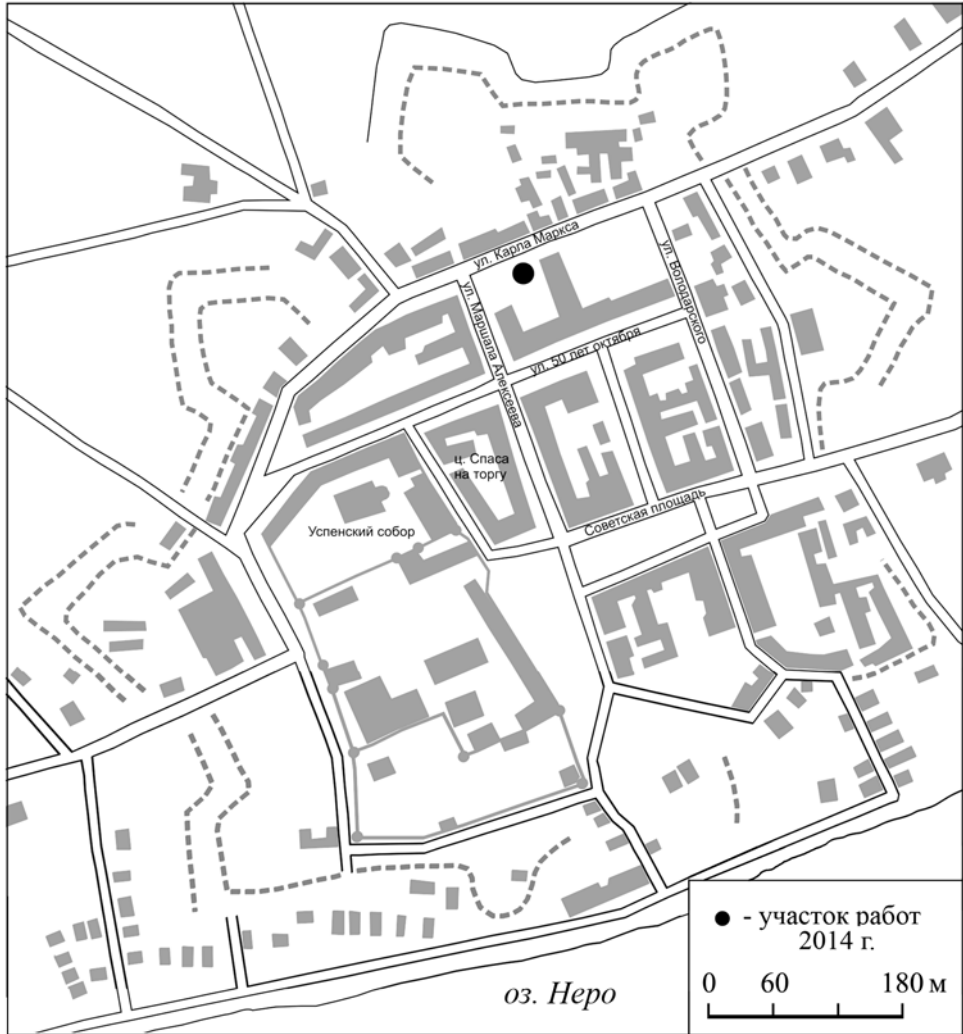 ул. Карла Маркса
ул. Володарского
ул. Маршала Алексеева
ул. 50 лет октября
ц. Спаса
на торгу
Советская площадь
Успенский собор
● - участок работ
2014 г.
0 60 180 м
оз. Неро